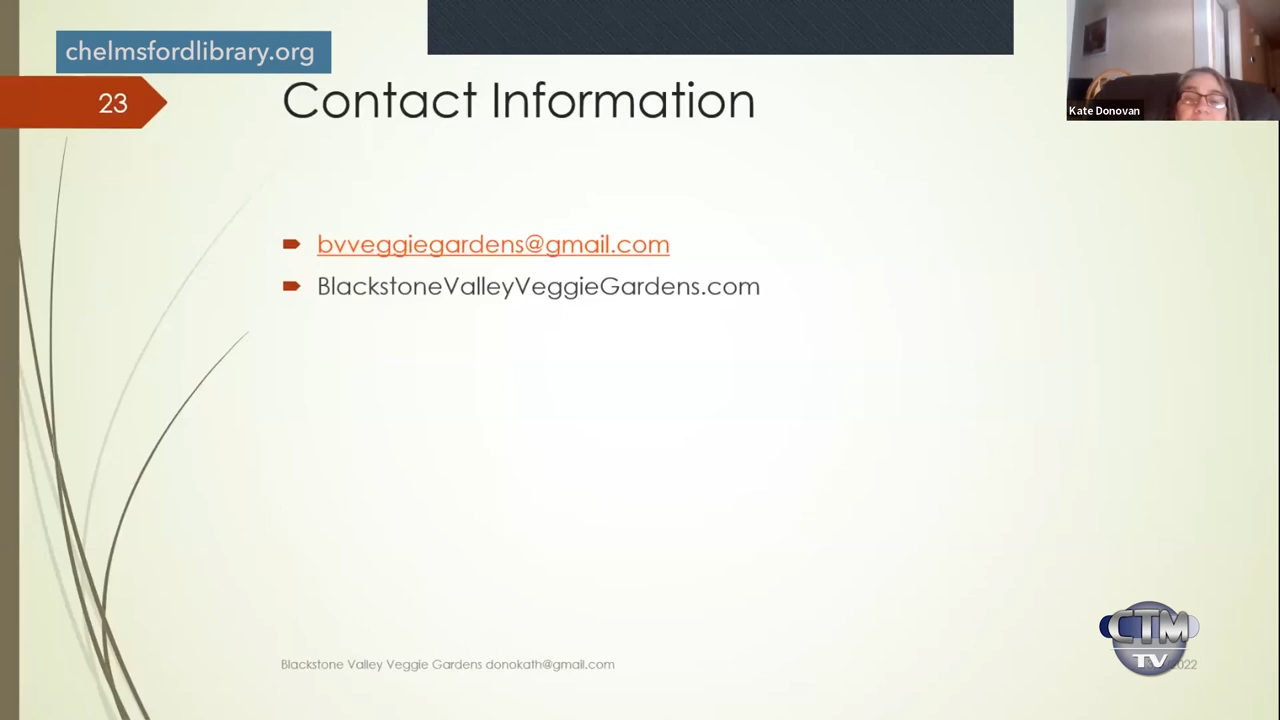 chelmsfordlibrary.org
23
Contact Information
Kate Donovan
bvveggiegardens@gmail.com
BlackstoneValleyVeggieGardens.com
Blackstone Valley Veggie Gardens donokath@gmail.com
CTM
TV
2022